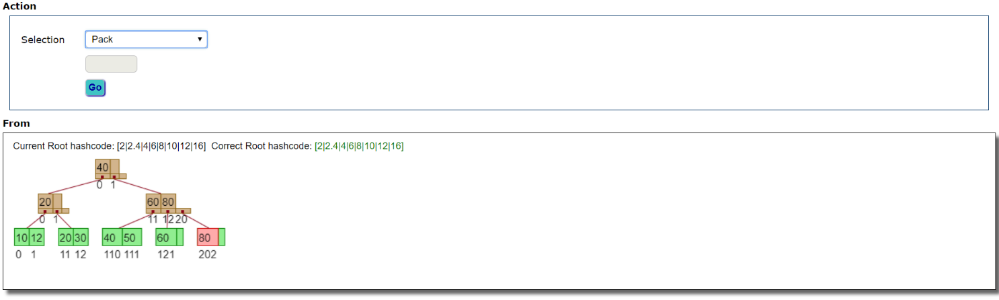 Action
Selection Pack
Go
From
Current Root hashcode: [2|2.4|4|6|8|10|12|16] Correct Root hashcode: [2|2.4|4|6|8|10|12|16]
40
0 1
20 60 80
0 1 11 12 20
10 12 20 30 40 50 60 80
0 1 11 12 110 111 121 202